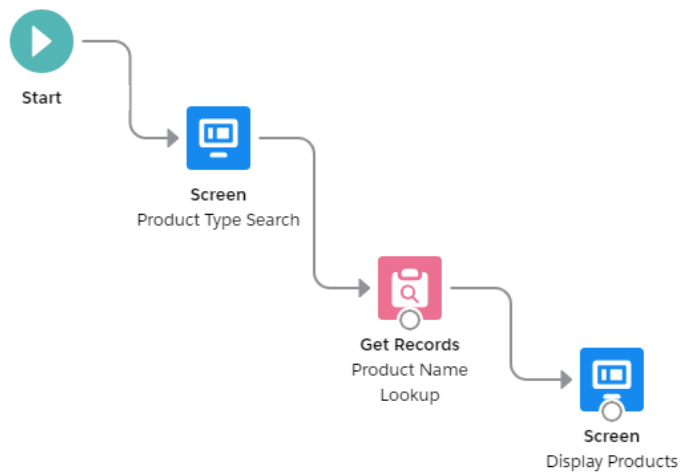 Start
Screen
Product Type Search
Get Records
Product Name
Lookup
Screen
Display Products